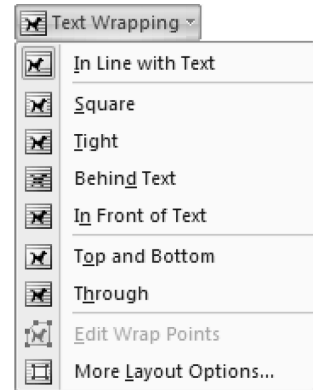 Text Wrapping
In Line with Text
Square
Tight
Behind Text
In Front of Text
Top and Bottom
Through
Edit Wrap Points
More Layout Options...